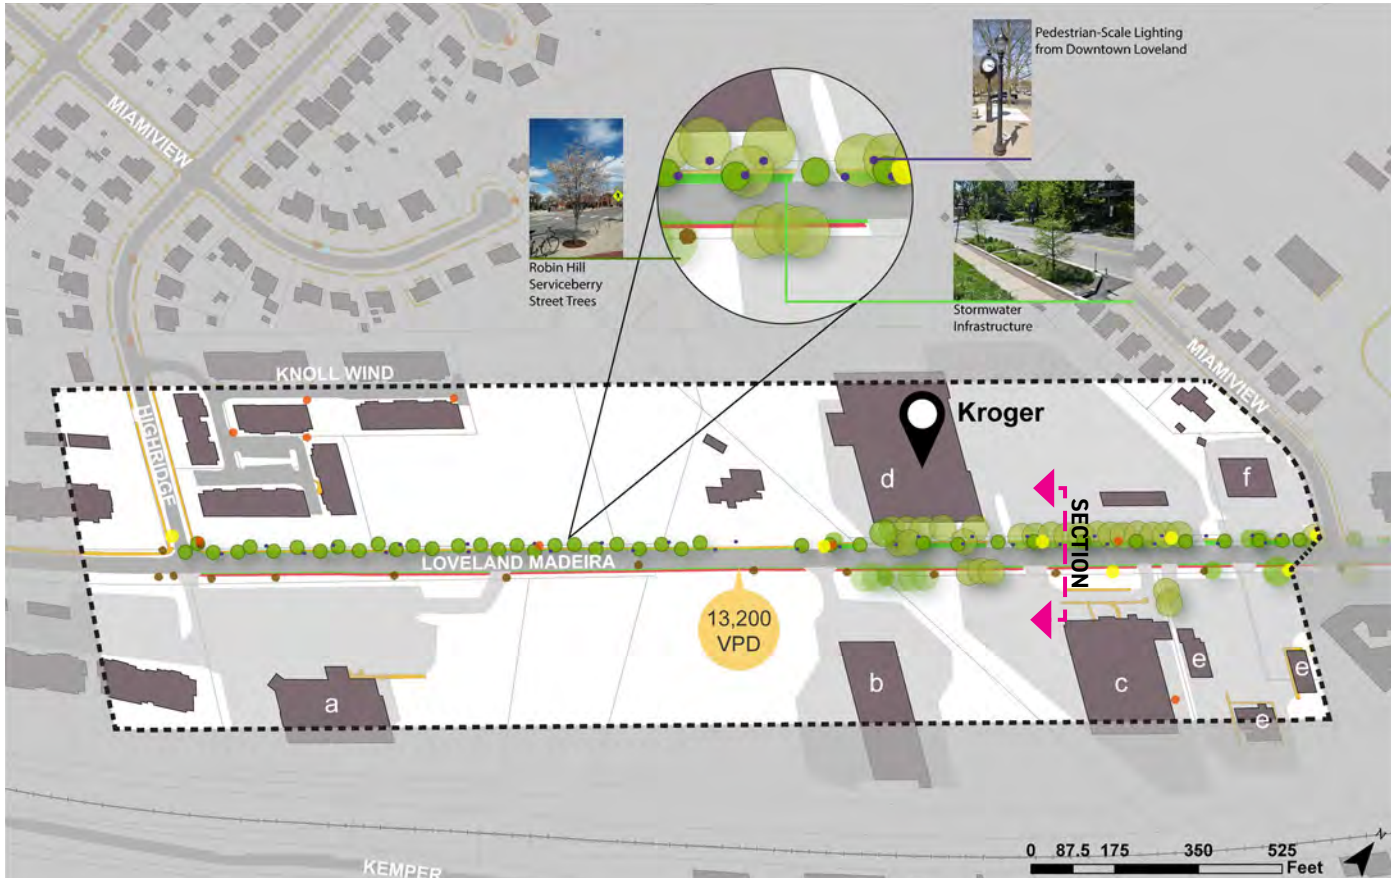 Pedestrian-Scale Lighting
from Downtown Loveland
Robin Hill
Serviceberry
Street Trees
Stormwater
Infrastructure
MIAMIVIEW
MIAMIVIEW
KNOLL WIND
HIGHRIDGE
Kroger
d
f
SECTION
LOVELAND MADEIRA
13,200
VPD
a
b
c
e
e
e
KEMPER
0 87.5 175 350 525
Feet
N